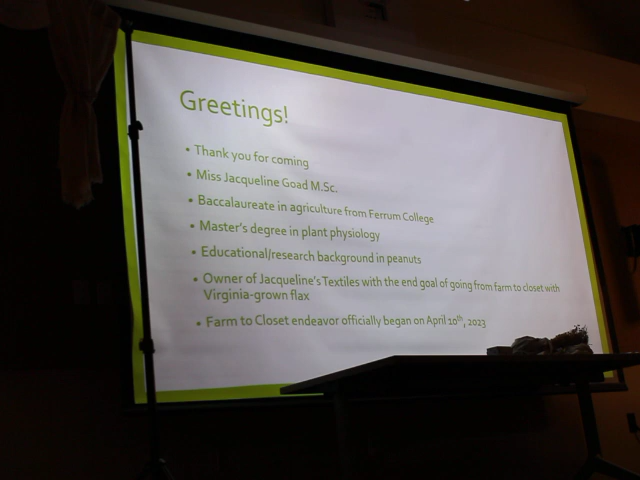 Greetings!
• Thank you for coming
• Miss Jacqueline Goad M.Sc.
• Baccalaureate in agriculture from Ferrum College
• Master's degree in plant physiology
• Educational/research background in peanuts
• Owner of Jacqueline's Textiles with the end goal of going from farm to closet with
Virginia-grown flax
• Farm to Closet endeavor officially began on April 10th, 2023